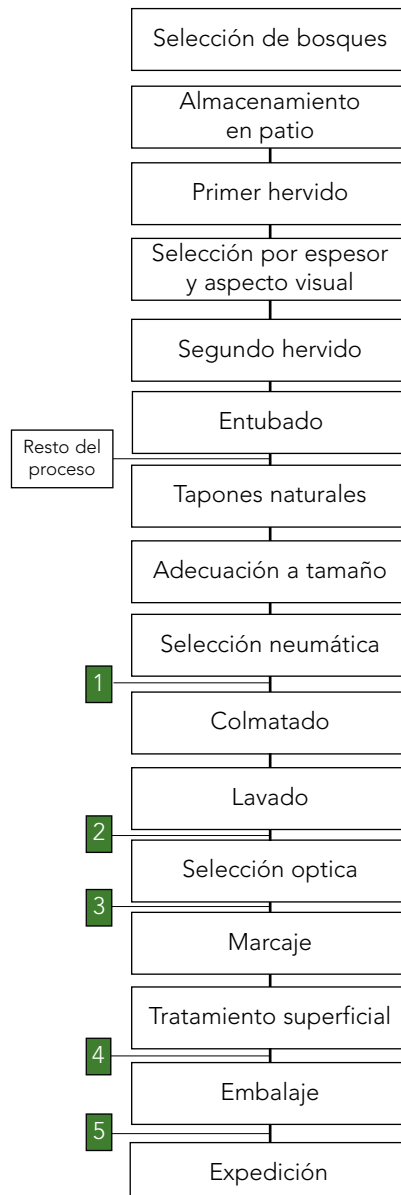 Selección de bosques
Almacenamiento
en patio
Primer hervido
Selección por espesor
y aspecto visual
Segundo hervido
Entubado
Resto del
proceso
Tapones naturales
Adecuación a tamaño
Selección neumática
1
Colmatado
Lavado
2
Selección optica
3
Marcaje
Tratamiento superficial
4
Embalaje
5
Expedición